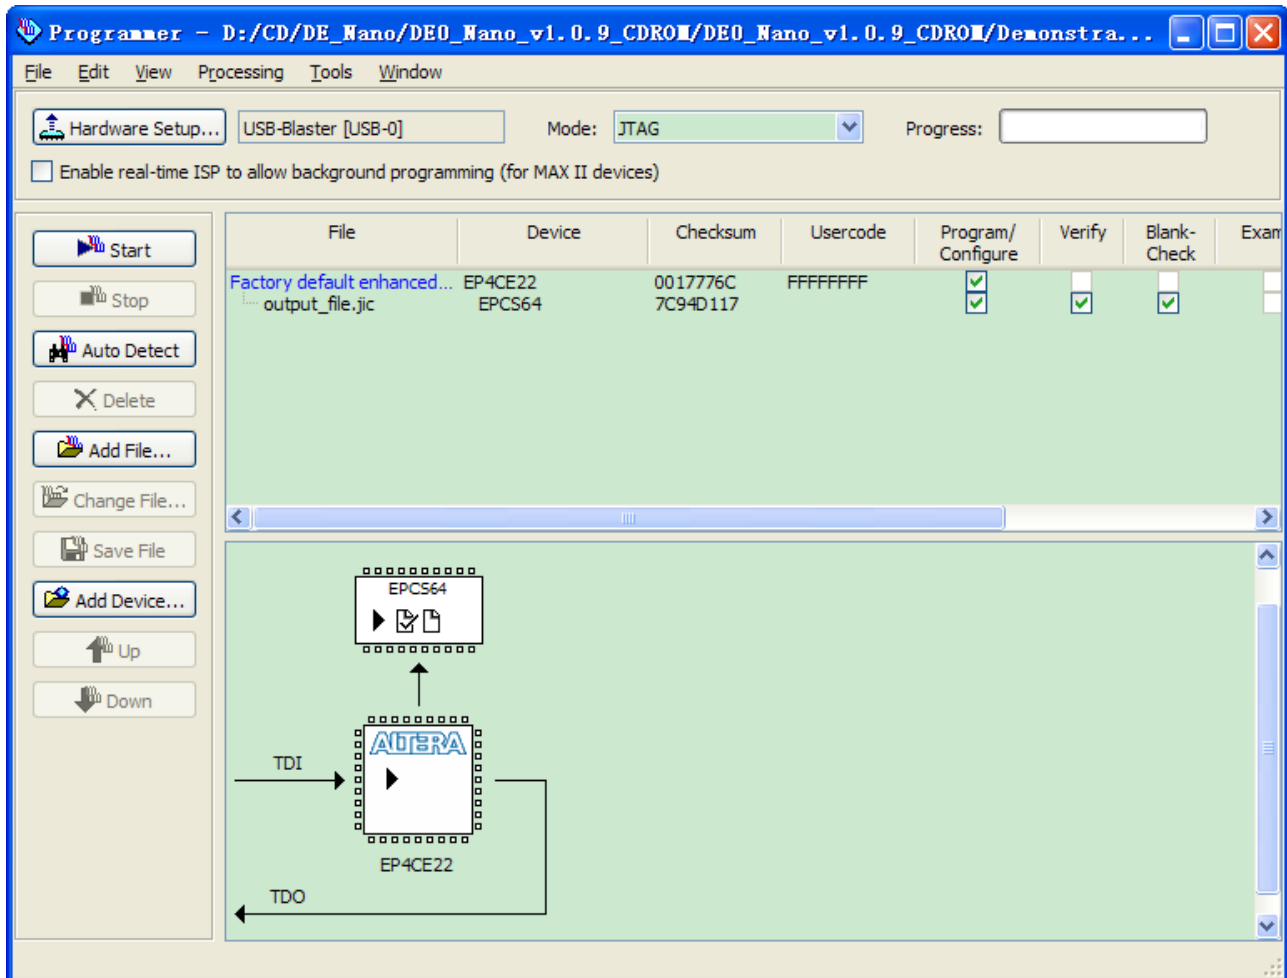 Programmer - D:/CD/DE_Nano/DE0_Nano_v1.0.9_CDROM/DE0_Nano_v1.0.9_CDROM/Demonstra...
File Edit View Processing Tools Window
Hardware Setup... USB-Blaster [USB-0] Mode: JTAG Progress:
Enable real-time ISP to allow background programming (for MAX II devices)
Start
Stop
Auto Detect
Delete
Add File...
Change File...
Save File
Add Device...
Up
Down
File Device Checksum Usercode Program/ Verify Blank- Exam
Configure Check
Factory default enhanced... EP4CE22 0017776C FFFFFFFF
output_file.jic EPCS64 7C94D117
EPCS64
ALTERA
TDI
EP4CE22
TDO